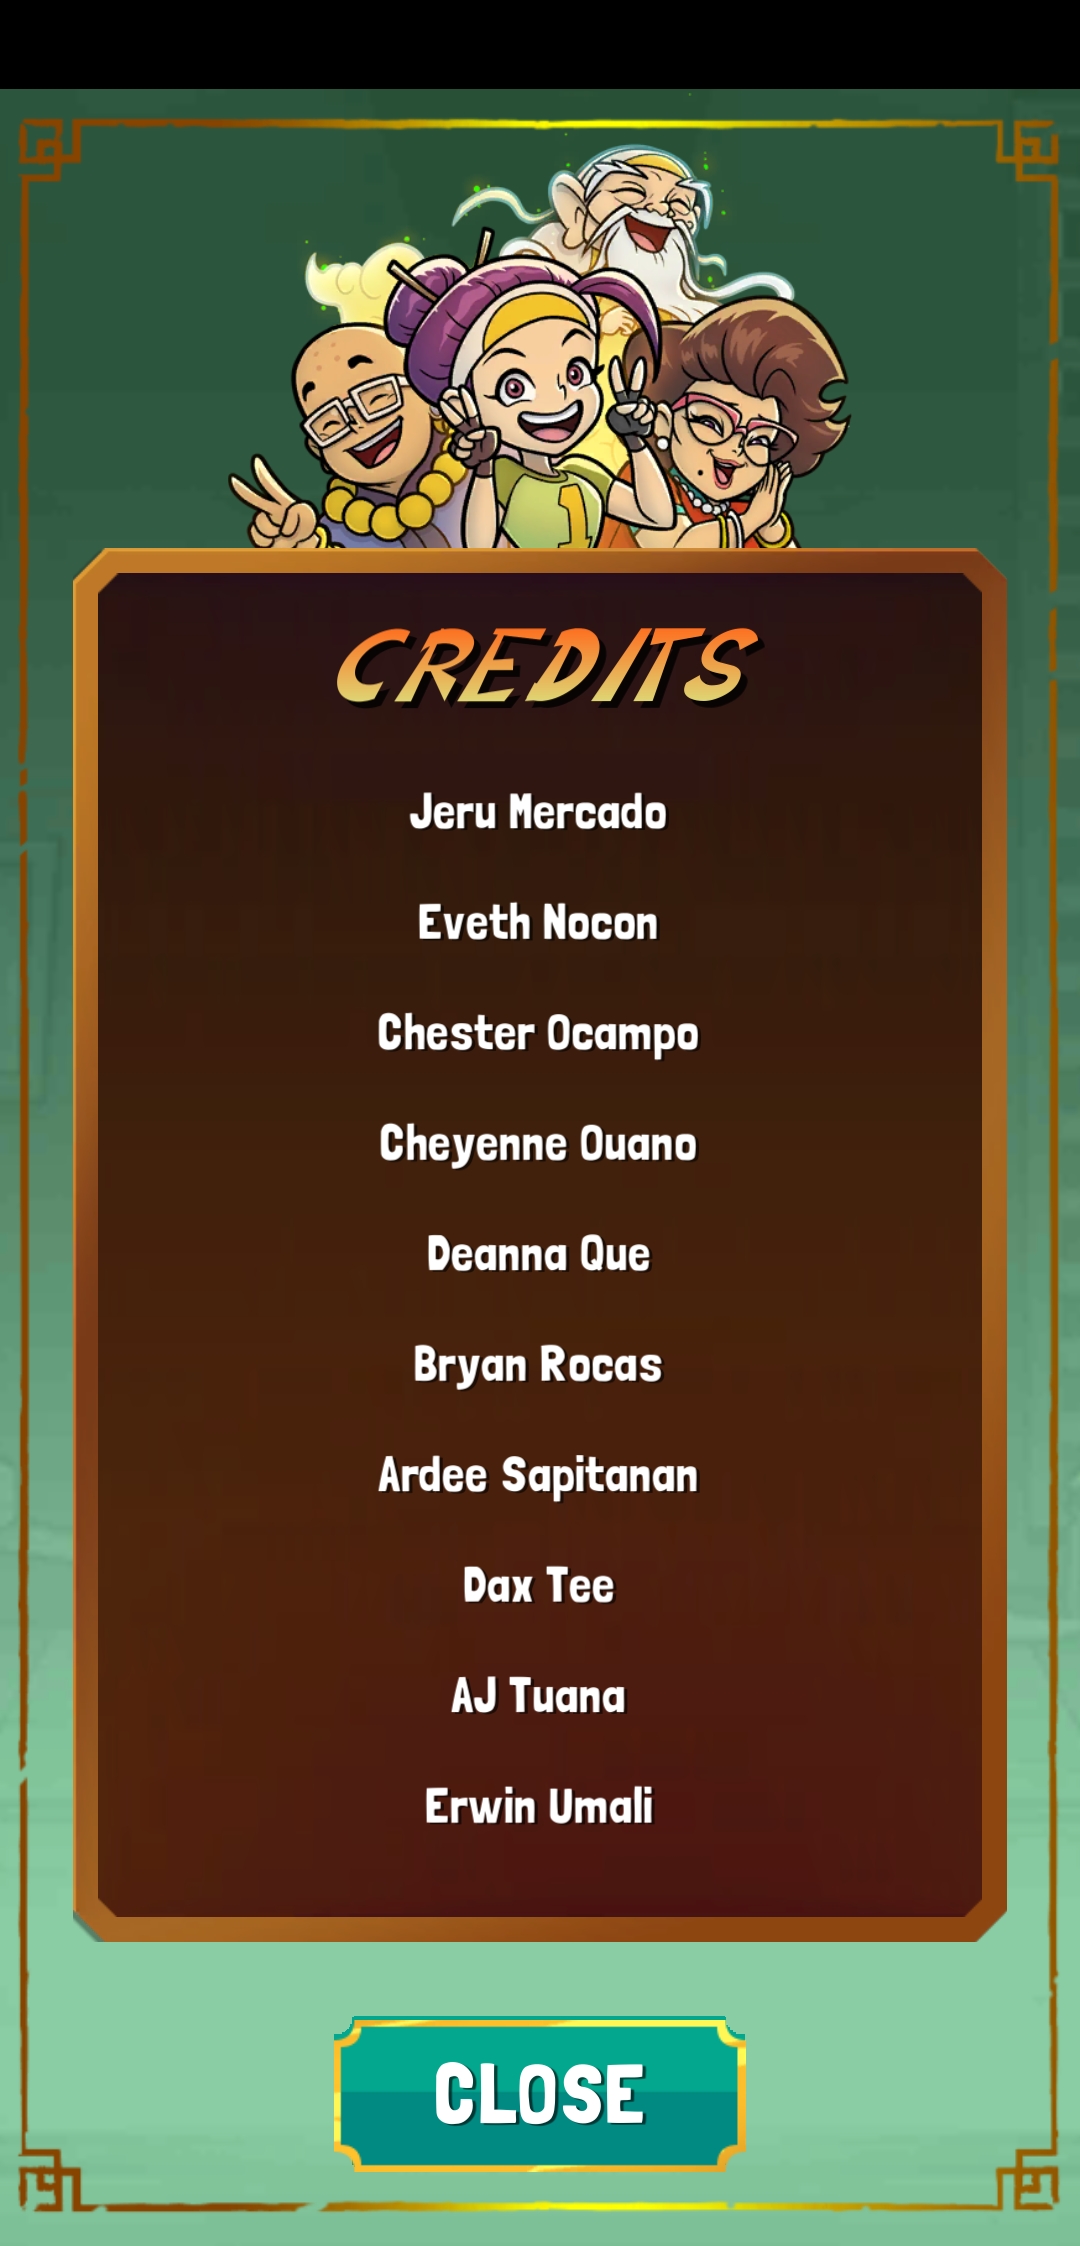 1
CREDITS
Jeru Mercado
Eveth Nocon
Chester Ocampo
Cheyenne Ouano
Deanna Que
Bryan Rocas
Ardee Sapitanan
Dax Tee
AJ Tuana
Erwin Umali
CLOSE